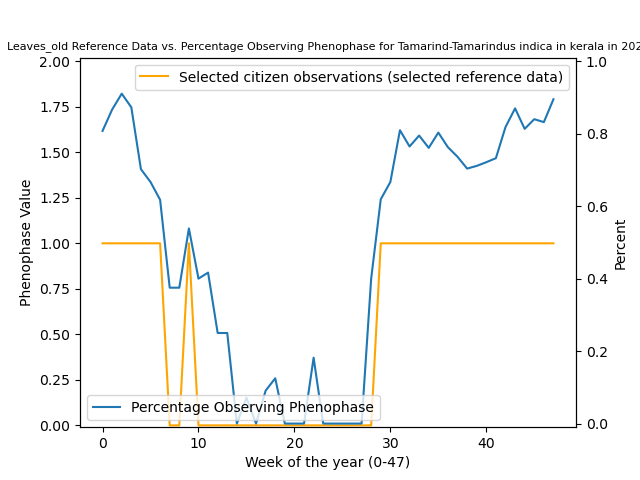 Leaves_old Reference Data vs. Percentage Observing Phenophase for Tamarind-Tamarindus indica in kerala in 202
Selected citizen observations (selected reference data)
Percentage Observing Phenophase
Phenophase Value
2.00
1.75
1.50
1.25
1.00
0.75
0.50
0.25
0.00
1.0
0.8
0.6
0.4
0.2
0.0
Percent
0 10 20 30 40
Week of the year (0-47)